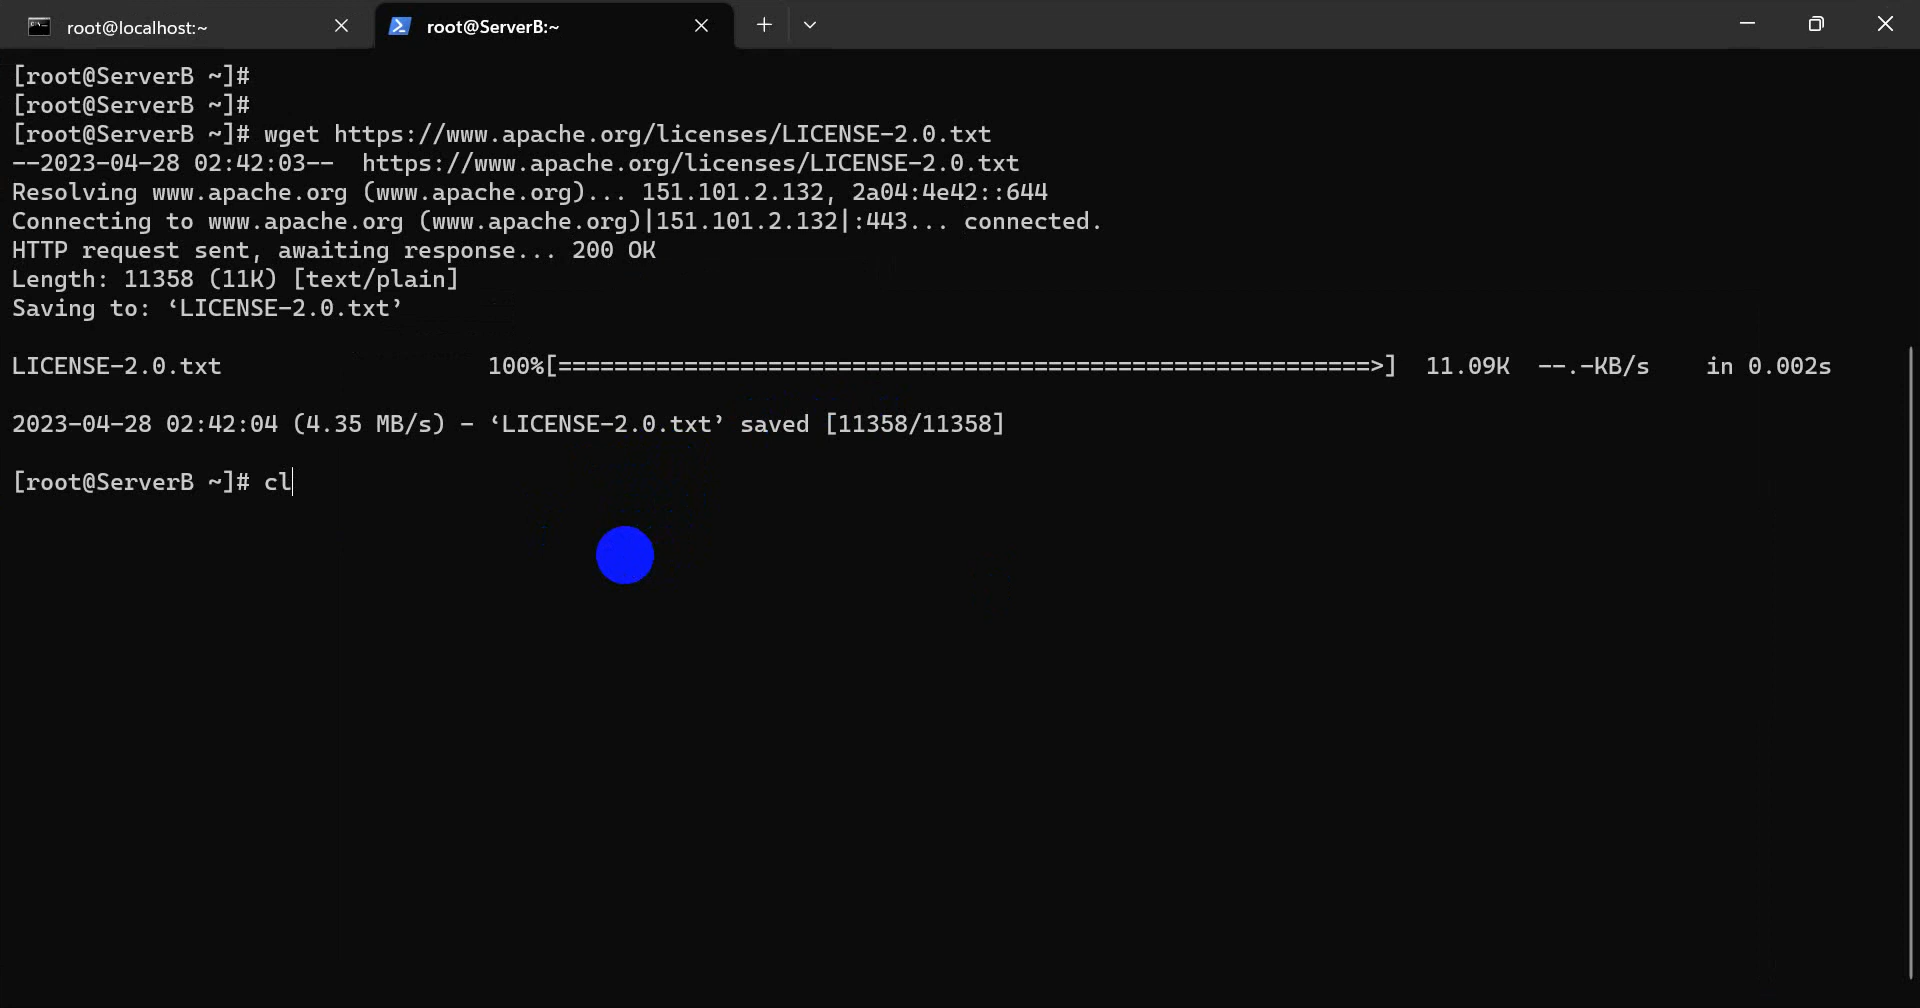 root@localhost:~
root@ServerB:~
[root@ServerB ~]#
[root@ServerB ~]#
[root@ServerB ~]# wget https://www.apache.org/licenses/LICENSE-2.0.txt
--2023-04-28 02:42:03--  https://www.apache.org/licenses/LICENSE-2.0.txt
Resolving www.apache.org (www.apache.org)... 151.101.2.132, 2a04:4e42::644
Connecting to www.apache.org (www.apache.org)|151.101.2.132|:443... connected.
HTTP request sent, awaiting response... 200 OK
Length: 11358 (11K) [text/plain]
Saving to: ‘LICENSE-2.0.txt’
LICENSE-2.0.txt                   100%[==========================================================>]  11.09K  --.-KB/s    in 0.002s
2023-04-28 02:42:04 (4.35 MB/s) - ‘LICENSE-2.0.txt’ saved [11358/11358]
[root@ServerB ~]# cl